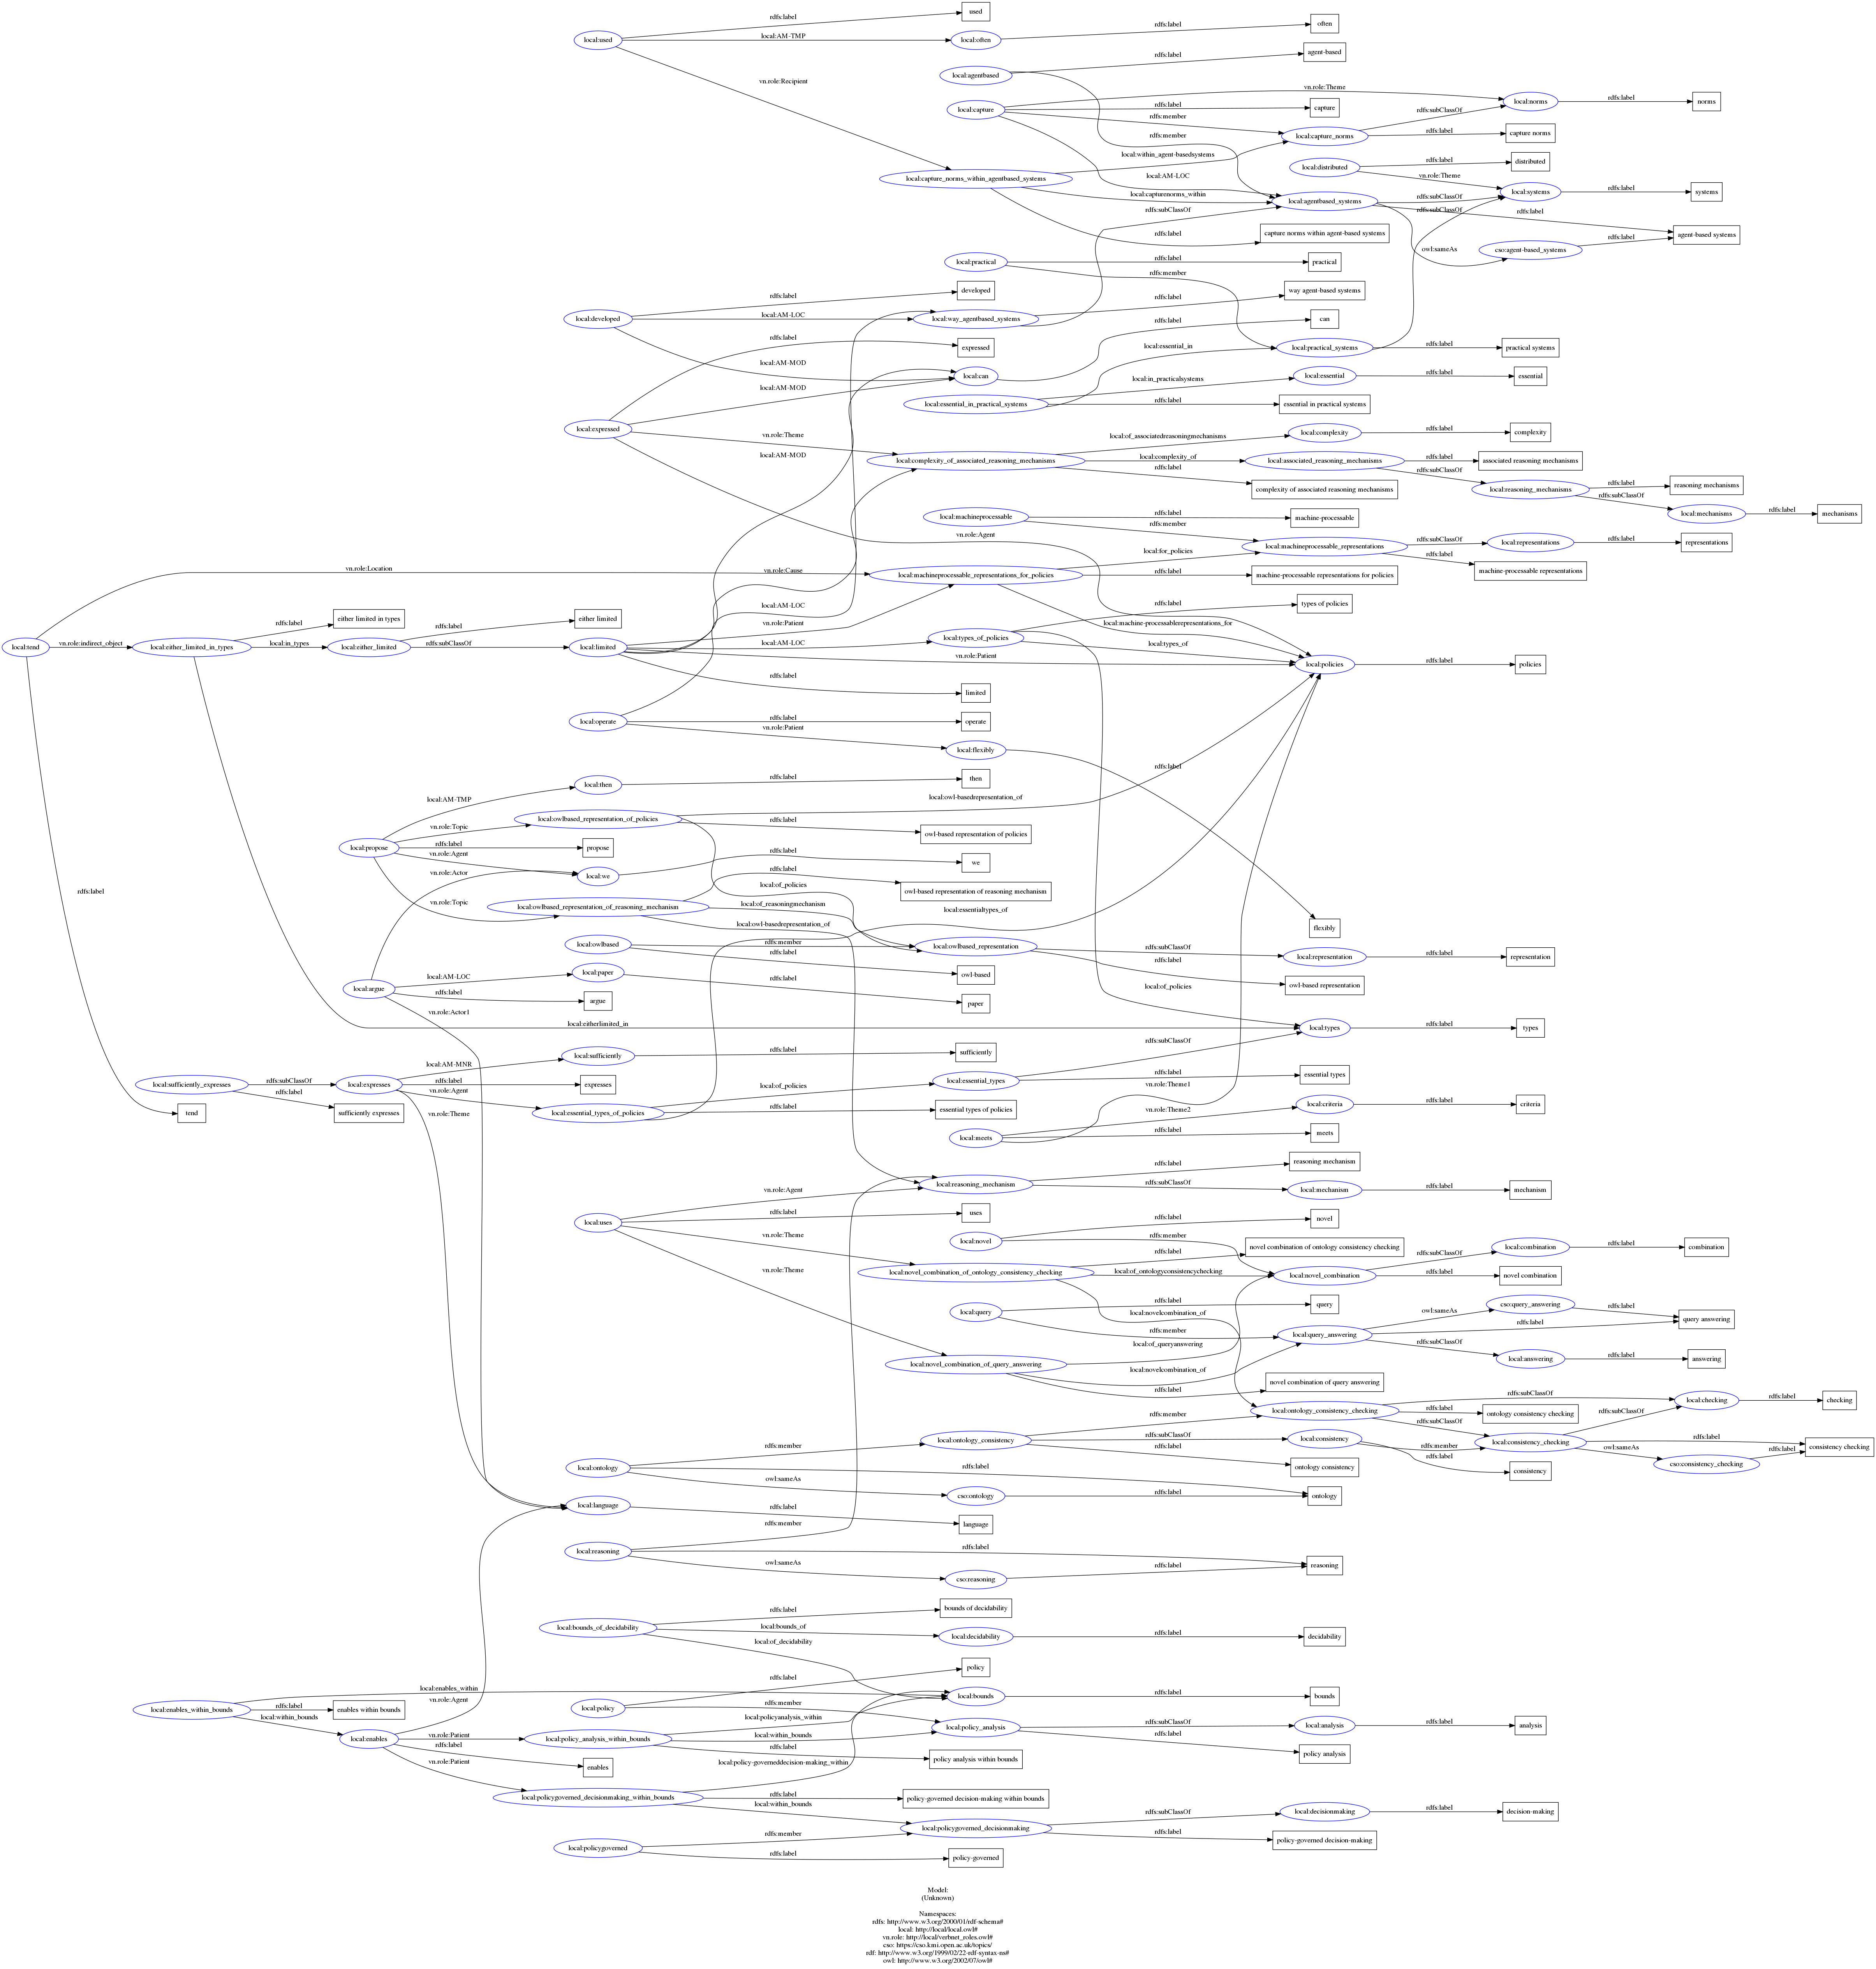 rdfs:label
used
local:used
local:AM-TMP
local:often
rdfs:label
often
vn.role:Recipient
local:agentbased
rdfs:label
agent-based
rdfs:member
local:capture
vn.role:Theme
rdfs:label
capture
rdfs:member
local:norms
rdfs:label
norms
local:capture_norms
rdfs:subClassOf
rdfs:label
capture norms
local:AM-LOC
local:distributed
rdfs:label
distributed
vn.role:Theme
local:capture_norms_within_agentbased_systems
local:within_agent-basedsystems
local:capturenorms_within
rdfs:label
capture norms within agent-based systems
local:agentbased_systems
rdfs:subClassOf
rdfs:subClassOf
local:systems
rdfs:label
systems
rdfs:label
agent-based systems
owl:sameAs
cso:agent-based_systems
rdfs:label
rdfs:subClassOf
local:practical
rdfs:label
practical
rdfs:member
local:developed
rdfs:label
developed
local:AM-LOC
local:way_agentbased_systems
rdfs:label
way agent-based systems
local:AM-MOD
rdfs:label
expressed
local:can
rdfs:label
can
local:practical_systems
rdfs:label
practical systems
local:essential_in
local:AM-MOD
local:essential_in_practical_systems
local:in_practicalsystems
local:essential
rdfs:label
essential
rdfs:label
essential in practical systems
local:expressed
vn.role:Theme
local:AM-MOD
local:complexity_of_associated_reasoning_mechanisms
local:of_associatedreasoningmechanisms
local:complexity
rdfs:label
complexity
local:complexity_of
local:associated_reasoning_mechanisms
rdfs:label
associated reasoning mechanisms
rdfs:label
complexity of associated reasoning mechanisms
rdfs:subClassOf
local:reasoning_mechanisms
rdfs:label
reasoning mechanisms
rdfs:subClassOf
local:mechanisms
rdfs:label
mechanisms
local:machineprocessable
rdfs:label
machine-processable
rdfs:member
vn.role:Agent
local:for_policies
local:machineprocessable_representations
rdfs:subClassOf
local:representations
rdfs:label
representations
rdfs:label
machine-processable representations
vn.role:Location
vn.role:Cause
local:machineprocessable_representations_for_policies
rdfs:label
machine-processable representations for policies
local:AM-LOC
vn.role:Patient
rdfs:label
types of policies
local:machine-processablerepresentations_for
local:tend
vn.role:indirect_object
local:either_limited_in_types
rdfs:label
either limited in types
local:in_types
local:either_limited
rdfs:label
either limited
rdfs:subClassOf
local:limited
local:AM-LOC
local:types_of_policies
local:types_of
vn.role:Patient
local:policies
rdfs:label
policies
rdfs:label
limited
local:operate
rdfs:label
operate
vn.role:Patient
local:flexibly
rdfs:label
local:then
rdfs:label
then
local:AM-TMP
local:owl-basedrepresentation_of
local:owlbased_representation_of_policies
vn.role:Topic
rdfs:label
owl-based representation of policies
local:propose
rdfs:label
propose
vn.role:Agent
vn.role:Actor
local:we
rdfs:label
we
rdfs:label
owl-based representation of reasoning mechanism
local:of_policies
rdfs:label
vn.role:Topic
local:owlbased_representation_of_reasoning_mechanism
local:of_reasoningmechanism
local:essentialtypes_of
local:owl-basedrepresentation_of
flexibly
local:owlbased
rdfs:member
rdfs:label
owl-based
local:owlbased_representation
rdfs:subClassOf
local:representation
rdfs:label
representation
rdfs:label
owl-based representation
local:argue
local:AM-LOC
local:paper
rdfs:label
paper
rdfs:label
argue
vn.role:Actor1
local:of_policies
local:eitherlimited_in
local:types
rdfs:label
types
rdfs:subClassOf
local:AM-MNR
local:sufficiently
rdfs:label
sufficiently
local:sufficiently_expresses
rdfs:subClassOf
local:expresses
rdfs:label
expresses
rdfs:label
sufficiently expresses
vn.role:Agent
vn.role:Theme
tend
local:essential_types_of_policies
local:of_policies
local:essential_types
rdfs:label
essential types
rdfs:label
essential types of policies
vn.role:Theme1
vn.role:Theme2
local:criteria
rdfs:label
criteria
local:meets
rdfs:label
meets
rdfs:label
reasoning mechanism
local:reasoning_mechanism
rdfs:subClassOf
local:mechanism
rdfs:label
mechanism
vn.role:Agent
local:uses
rdfs:label
uses
vn.role:Theme
vn.role:Theme
rdfs:label
novel
local:novel
rdfs:member
rdfs:label
novel combination of ontology consistency checking
local:novel_combination_of_ontology_consistency_checking
local:of_ontologyconsistencychecking
local:novel_combination
rdfs:subClassOf
local:combination
rdfs:label
combination
rdfs:label
novel combination
local:novelcombination_of
local:query
rdfs:label
query
rdfs:member
local:query_answering
owl:sameAs
cso:query_answering
rdfs:label
query answering
rdfs:label
rdfs:subClassOf
local:answering
rdfs:label
answering
local:of_queryanswering
local:novel_combination_of_query_answering
local:novelcombination_of
rdfs:label
novel combination of query answering
local:ontology_consistency_checking
rdfs:subClassOf
local:checking
rdfs:label
checking
rdfs:label
ontology consistency checking
rdfs:subClassOf
rdfs:subClassOf
rdfs:member
local:ontology_consistency
rdfs:subClassOf
local:consistency
rdfs:member
local:consistency_checking
rdfs:label
consistency checking
owl:sameAs
cso:consistency_checking
rdfs:label
rdfs:label
ontology consistency
rdfs:label
consistency
rdfs:member
local:ontology
rdfs:label
owl:sameAs
cso:ontology
rdfs:label
ontology
local:language
rdfs:label
language
rdfs:member
local:reasoning
rdfs:label
reasoning
owl:sameAs
cso:reasoning
rdfs:label
rdfs:label
bounds of decidability
local:bounds_of_decidability
local:bounds_of
local:decidability
rdfs:label
decidability
local:of_decidability
policy
rdfs:label
local:enables_within
local:enables_within_bounds
rdfs:label
enables within bounds
local:within_bounds
vn.role:Agent
local:policy
rdfs:member
local:bounds
rdfs:label
bounds
local:policyanalysis_within
local:policy_analysis
rdfs:subClassOf
local:analysis
rdfs:label
analysis
rdfs:label
policy analysis
local:enables
vn.role:Patient
local:policy_analysis_within_bounds
local:within_bounds
rdfs:label
policy analysis within bounds
rdfs:label
enables
vn.role:Patient
local:policy-governeddecision-making_within
local:policygoverned_decisionmaking_within_bounds
rdfs:label
policy-governed decision-making within bounds
local:within_bounds
local:policygoverned_decisionmaking
rdfs:subClassOf
local:decisionmaking
rdfs:label
decision-making
rdfs:label
policy-governed decision-making
local:policygoverned
rdfs:member
rdfs:label
policy-governed
Model:
(Unknown)
Namespaces:
rdfs: http://www.w3.org/2000/01/rdf-schema#
local: http://local/local.owl#
vn.role: http://local/verbnet_roles.owl#
cso: https://cso.kmi.open.ac.uk/topics/
rdf: http://www.w3.org/1999/02/22-rdf-syntax-ns#
owl: http://www.w3.org/2002/07/owl#